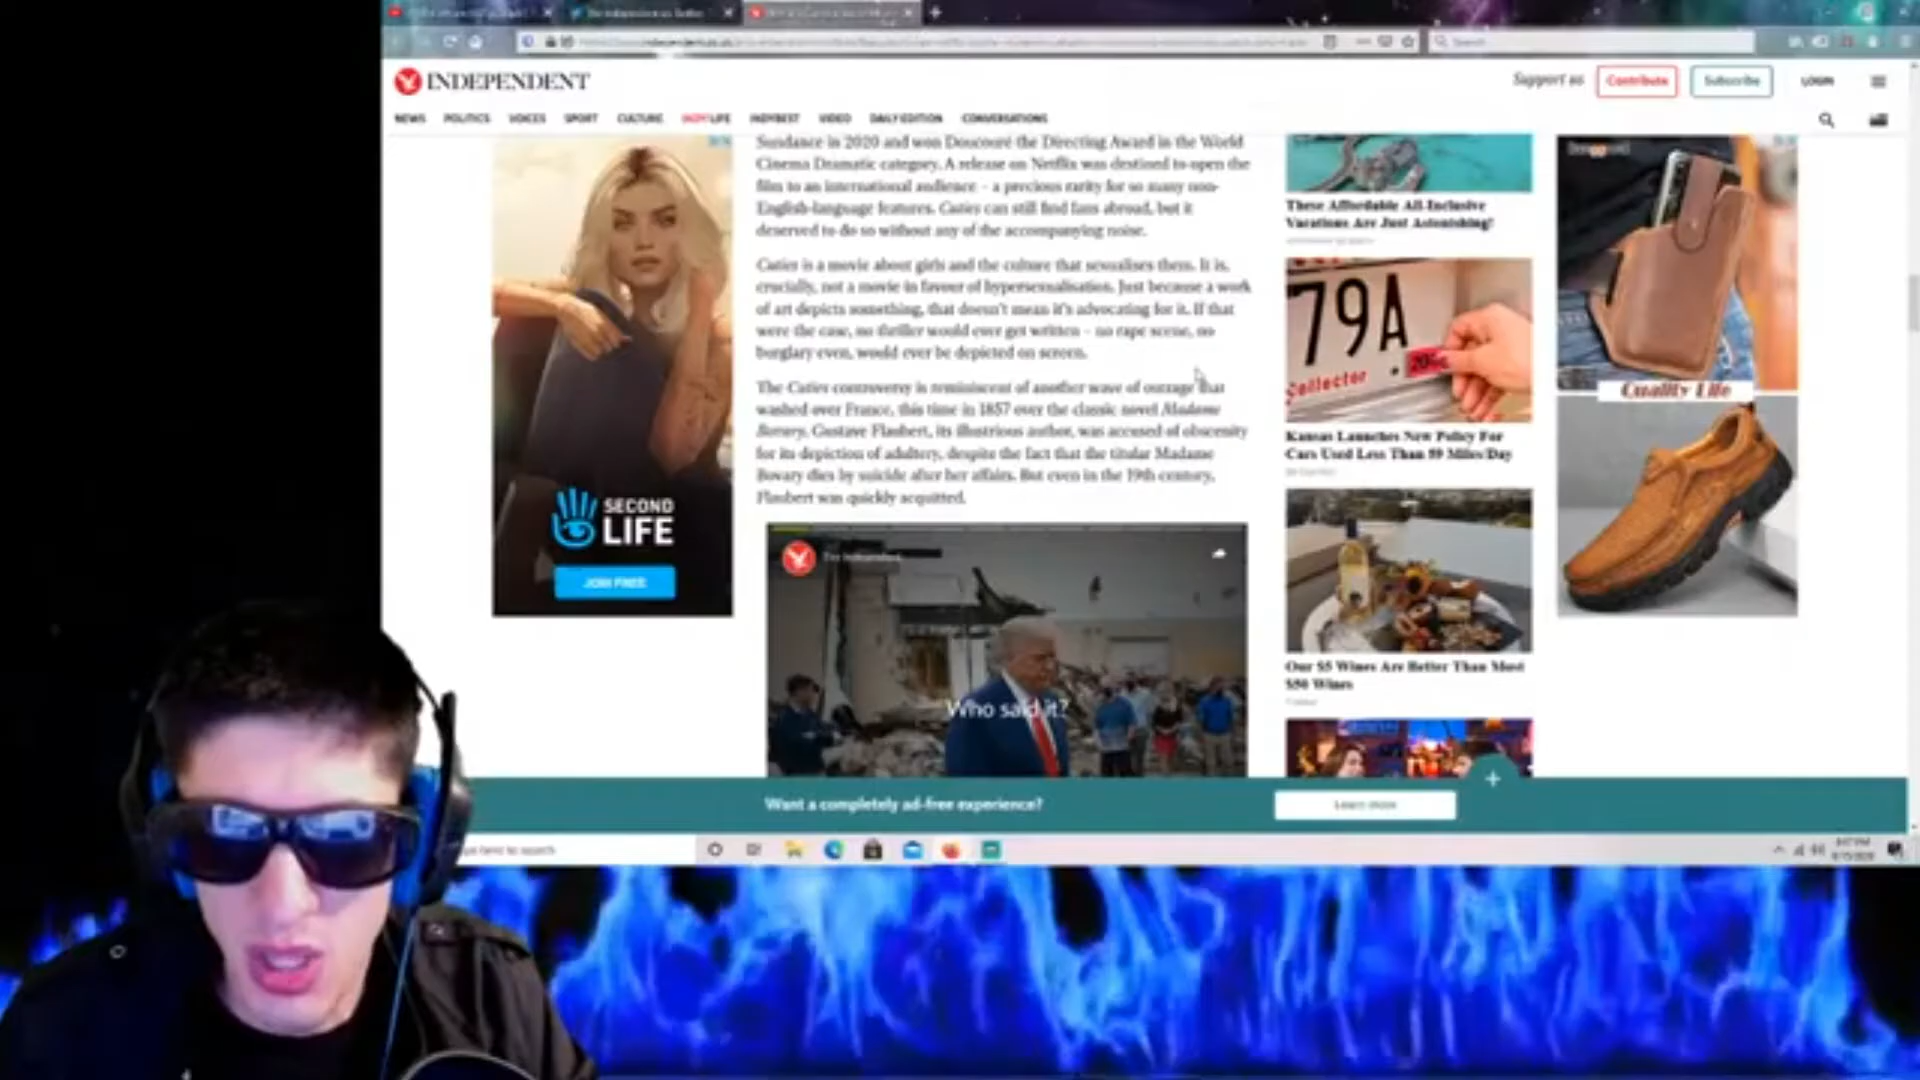 INDEPENDENT
Support us
Contribute
Subscribe
LOGIN
NEWS
POLITICS
VOICES
SPORT
CULTURE
INDY/LIFE
INDYBEST
VIDEO
DAILY EDITION
CONVERSATIONS
Search
Sundance in 2020 and won Doucouré the Directing Award in the World
Cinema Dramatic category. A release on Netflix was destined to open the
film to an international audience – a precious rarity for so many non-
English-language features. Cuties can still find fans abroad, but it
deserved to do so without any of the accompanying noise.
Cuties is a movie about girls and the culture that sexualises them. It is,
crucially, not a movie in favour of hypersexualisation. Just because a work
of art depicts something, that doesn't mean it's advocating for it. If that
were the case, no thriller would ever get written – no rape scene, no
burglary even, would ever be depicted on screen.
The Cuties controversy is reminiscent of another wave of outrage that
washed over France, this time in 1857 over the classic novel Madame
Bovary. Gustave Flaubert, its illustrious author, was accused of obscenity
for its depiction of adultery, despite the fact that the titular Madame
Bovary dies by suicide after her affairs. But even in the 19th century,
Flaubert was quickly acquitted.
SECOND
LIFE
JOIN FREE
The Independent
Who said it?
These Affordable All-Inclusive
Vacations Are Just Astonishing!
79A
Collector
Kansas Launches New Policy For
Cars Used Less Than 59 Miles/Day
Our $5 Wines Are Better Than Most
$50 Wines
Quality Life
Want a completely ad-free experience?
Learn more
here to search